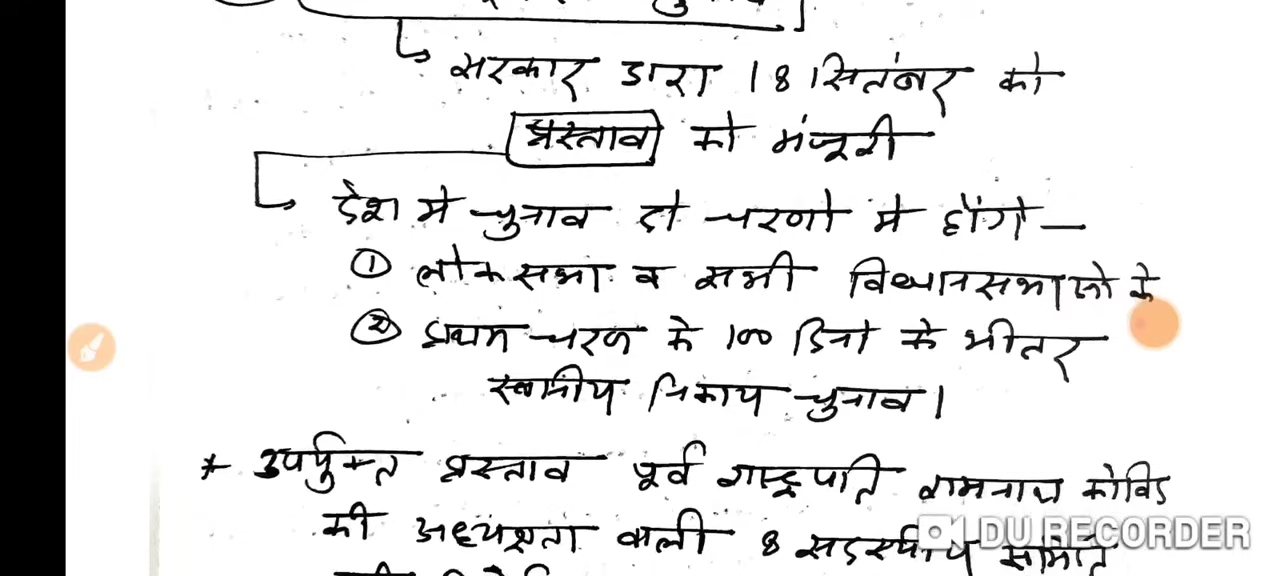 चुनाव]
सरकार द्वारा 18 सितंबर को
प्रस्ताव को मंजूरी
देश मे चुनाव दो चरणो मे होंगे —
① लोकसभा व सभी विधानसभाओ के
② प्रथम चरण के 100 दिनो के भीतर
स्थानीय निकाय चुनाव।
* उपर्युक्त प्रस्ताव पूर्व राष्ट्रपति रामनाथ कोविंड
की अध्यक्षता वाली 8 सदस्यीय समिति
DU RECORDER